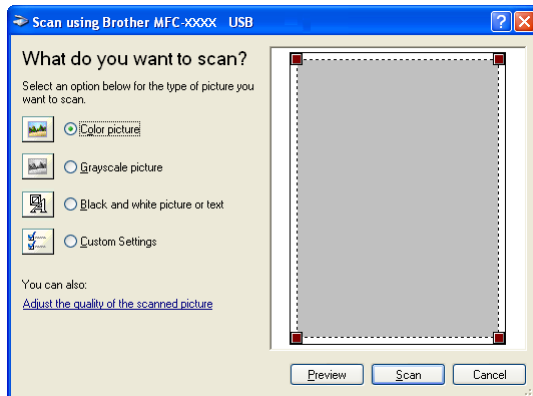 Scan using Brother MFC-XXXX USB
What do you want to scan?
Select an option below for the type of picture you
want to scan.
Color picture
Grayscale picture
Black and white picture or text
Custom Settings
You can also:
Adjust the quality of the scanned picture
Preview
Scan
Cancel